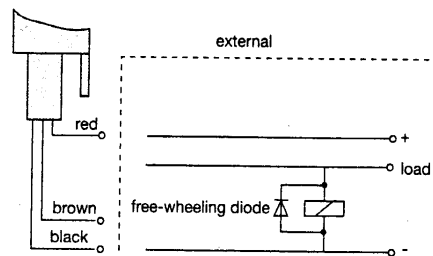 external
red
+
load
brown
free-wheeling diode
black
-